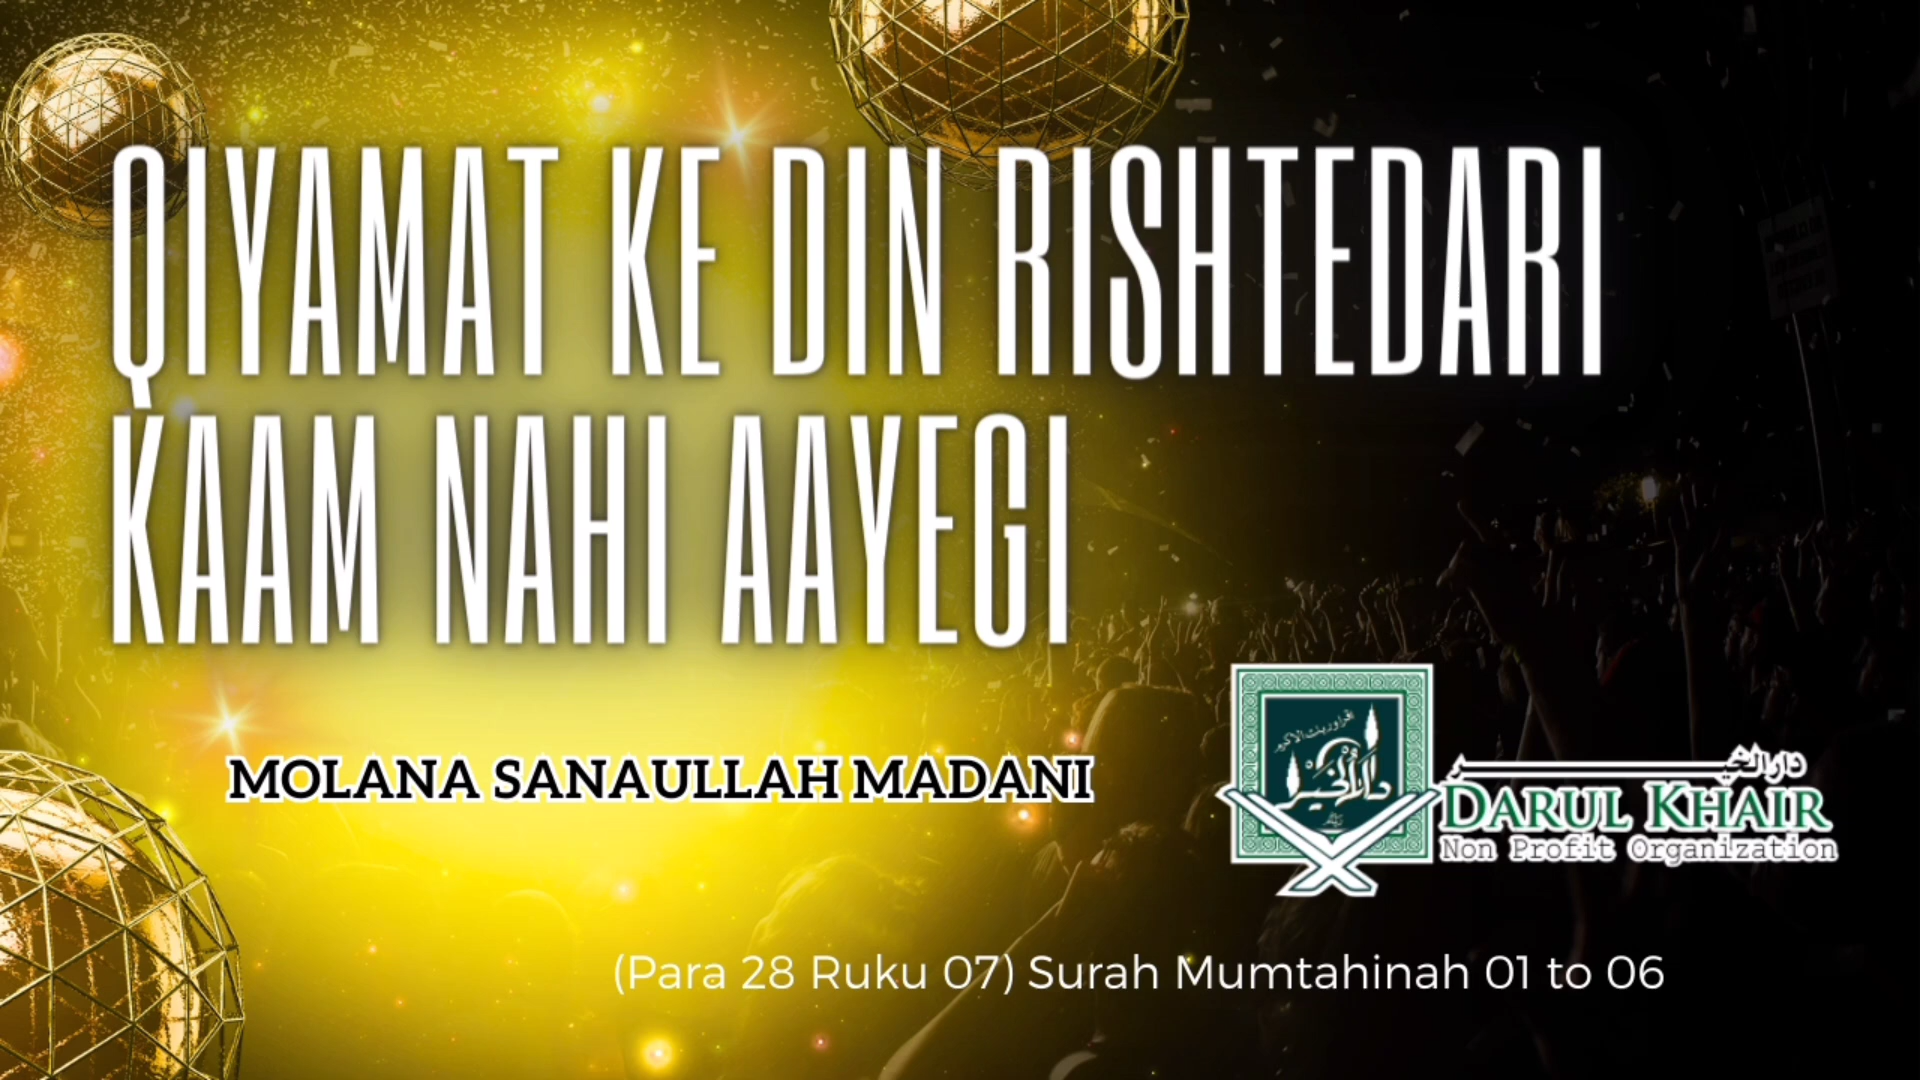 QIYAMAT KE DIN RISHTEDARI
KAAM NAHI AAYEGI
MOLANA SANAULLAH MADANI
دارالخیر
DARUL KHAIR
Non Profit Organization
(Para 28 Ruku 07) Surah Mumtahinah 01 to 06